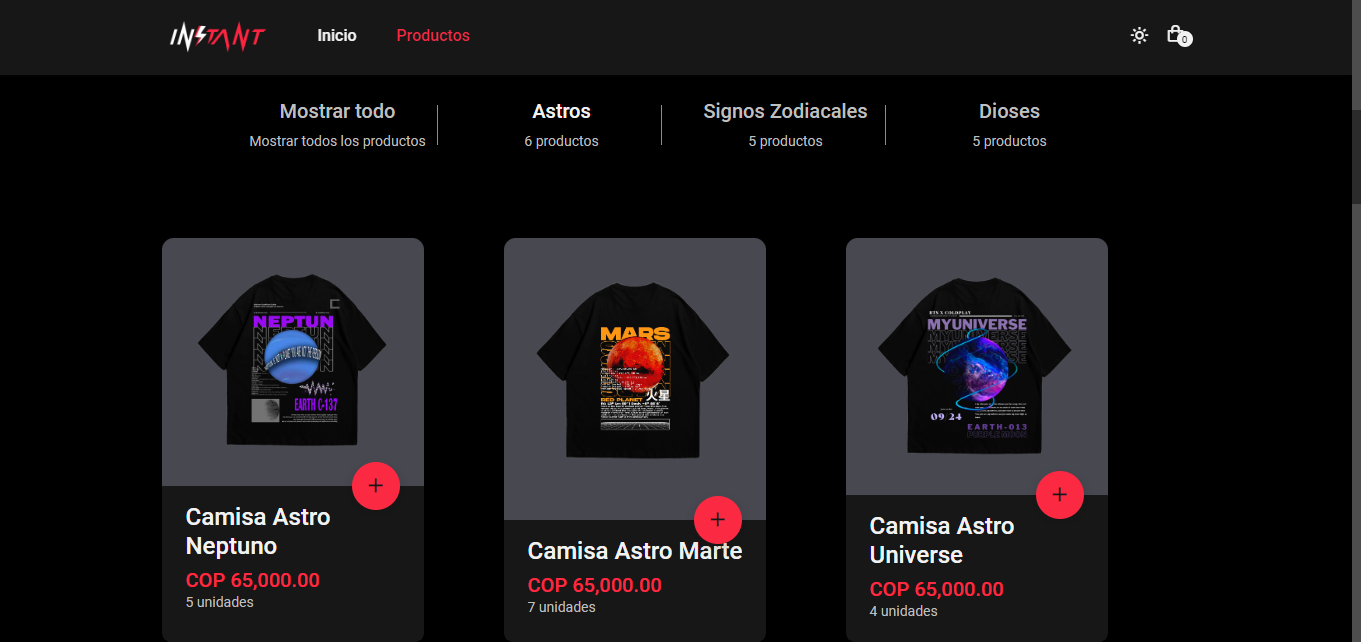 INSTANT
Inicio
Productos
0
Mostrar todo
Mostrar todos los productos
Astros
6 productos
Signos Zodiacales
5 productos
Dioses
5 productos
NEPTUN
EARTH C-137
+
Camisa Astro
Neptuno
COP 65,000.00
5 unidades
MARS
RED PLANET
火星
+
Camisa Astro Marte
COP 65,000.00
7 unidades
BTS X COLDPLAY
MYUNIVERSE
MYUNIVERSE
09 24
EARTH-013
PURPLE MOON
+
Camisa Astro
Universe
COP 65,000.00
4 unidades